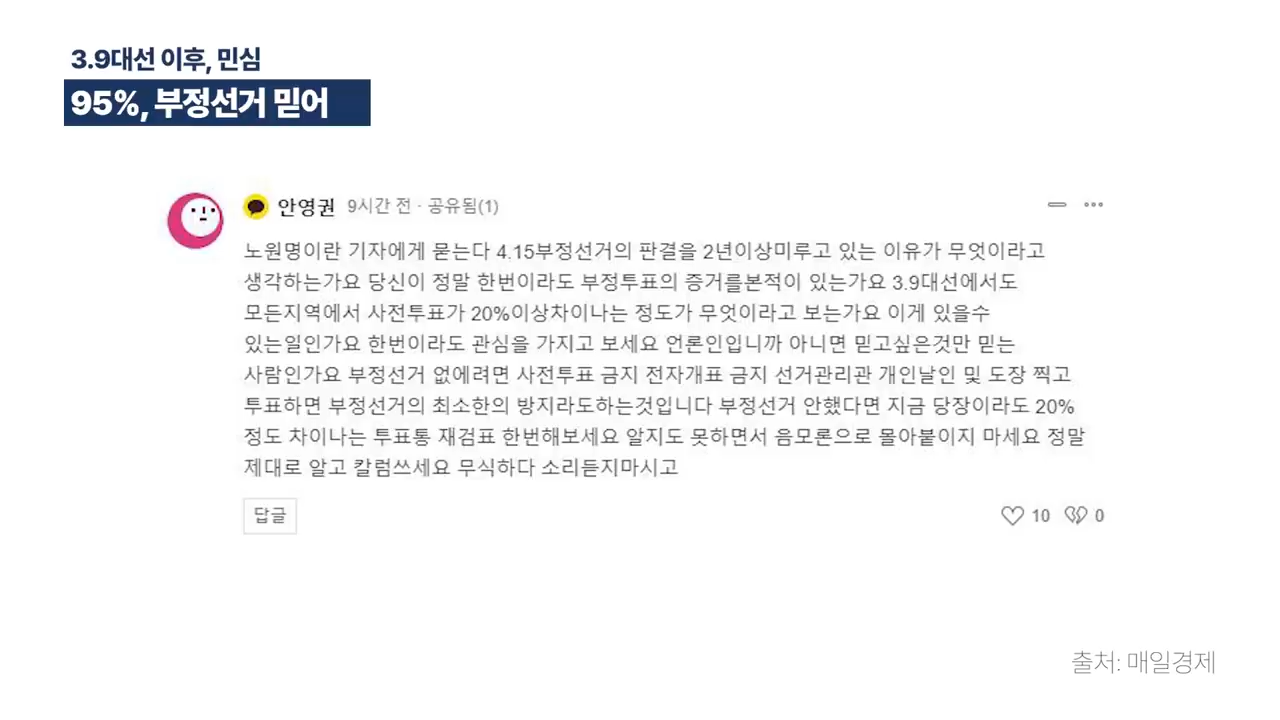 3.9대선 이후, 민심
95%, 부정선거 믿어
안영권 9시간 전 · 공유됨(1)
노원명이란 기자에게 묻는다 4.15부정선거의 판결을 2년이상미루고 있는 이유가 무엇이라고
생각하는가요 당신이 정말 한번이라도 부정투표의 증거를본적이 있는가요 3.9대선에서도
모든지역에서 사전투표가 20%이상차이나는 정도가 무엇이라고 보는가요 이게 있을수
있는일인가요 한번이라도 관심을 가지고 보세요 언론인입니까 아니면 믿고싶은것만 믿는
사람인가요 부정선거 없에려면 사전투표 금지 전자개표 금지 선거관리관 개인날인 및 도장 찍고
투표하면 부정선거의 최소한의 방지라도하는것입니다 부정선거 안했다면 지금 당장이라도 20%
정도 차이나는 투표통 재검표 한번해보세요 알지도 못하면서 음모론으로 몰아붙이지 마세요 정말
제대로 알고 칼럼쓰세요 무식하다 소리듣지마시고
답글
10 0
출처: 매일경제